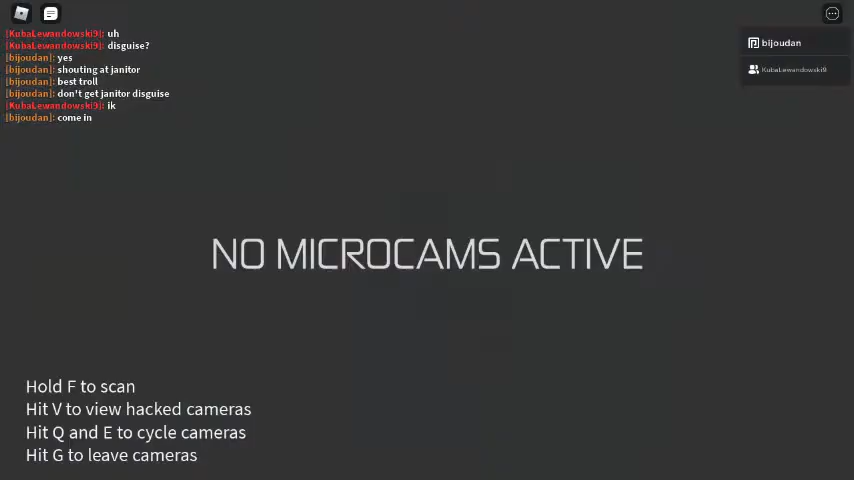 [KubaLewandowski9]: uh
[KubaLewandowski9]: disguise?
[bijoudan]: yes
[bijoudan]: shouting at janitor
[bijoudan]: best troll
[bijoudan]: don't get janitor disguise
[KubaLewandowski9]: ik
[bijoudan]: come in
bijoudan
KubaLewandowski9
NO MICROCAMS ACTIVE
Hold F to scan
Hit V to view hacked cameras
Hit Q and E to cycle cameras
Hit G to leave cameras